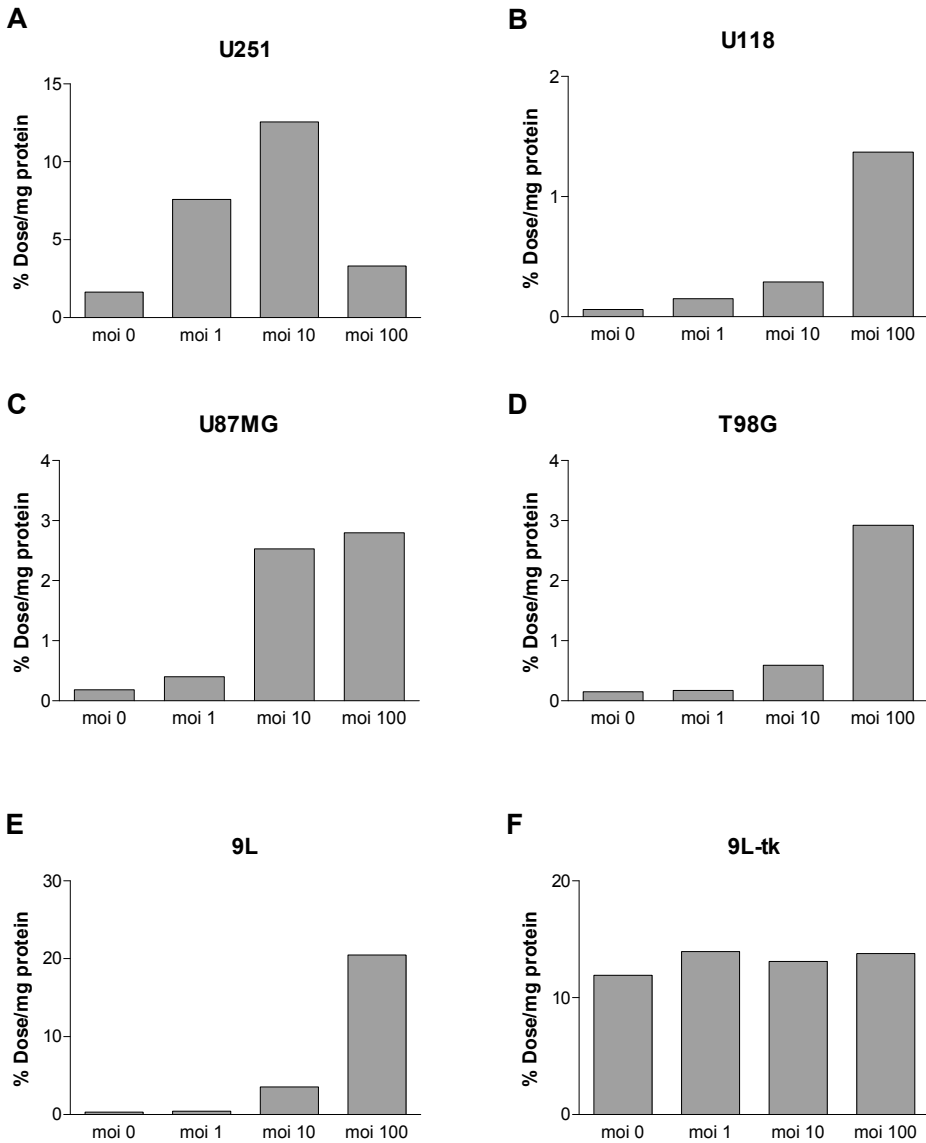 A
U251
% Dose/mg protein
15
10
5
0
moi 0 moi 1 moi 10 moi 100
B
U118
% Dose/mg protein
2
1
0
moi 0 moi 1 moi 10 moi 100
C
U87MG
% Dose/mg protein
4
3
2
1
0
moi 0 moi 1 moi 10 moi 100
D
T98G
% Dose/mg protein
4
3
2
1
0
moi 0 moi 1 moi 10 moi 100
E
9L
% Dose/mg protein
30
20
10
0
moi 0 moi 1 moi 10 moi 100
F
9L-tk
% Dose/mg protein
20
10
0
moi 0 moi 1 moi 10 moi 100